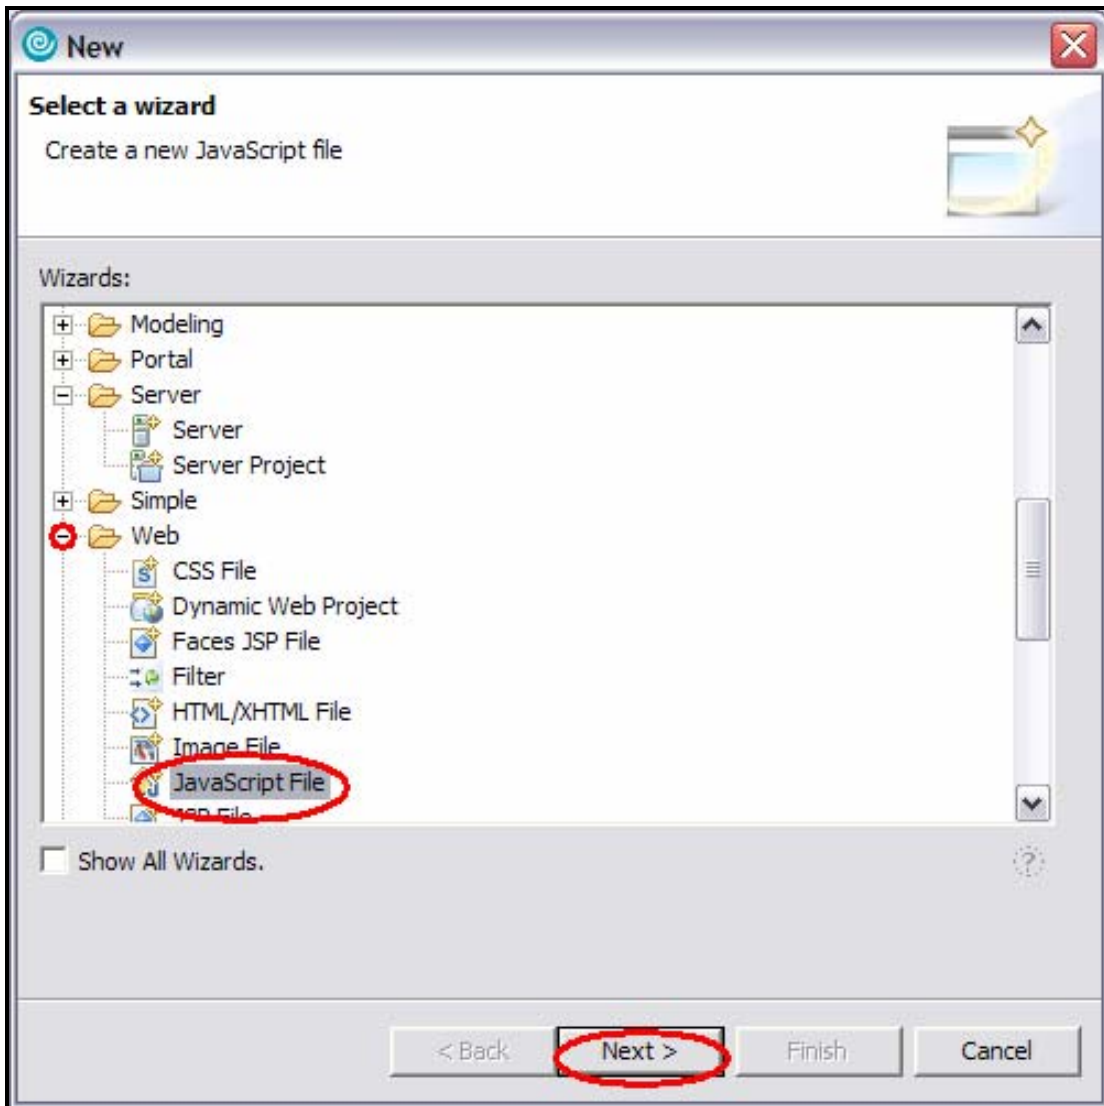 New
Select a wizard
Create a new JavaScript file
Wizards:
Modeling
Portal
Server
Server
Server Project
Simple
Web
CSS File
Dynamic Web Project
Faces JSP File
Filter
HTML/XHTML File
Image File
JavaScript File
JSP File
Show All Wizards.
< Back Next > Finish Cancel